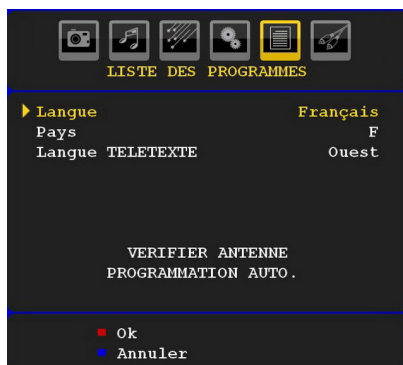 LISTE DES PROGRAMMES
Langue Français
Pays F
Langue TELETEXTE Ouest
VERIFIER ANTENNE
PROGRAMMATION AUTO.
Ok
Annuler